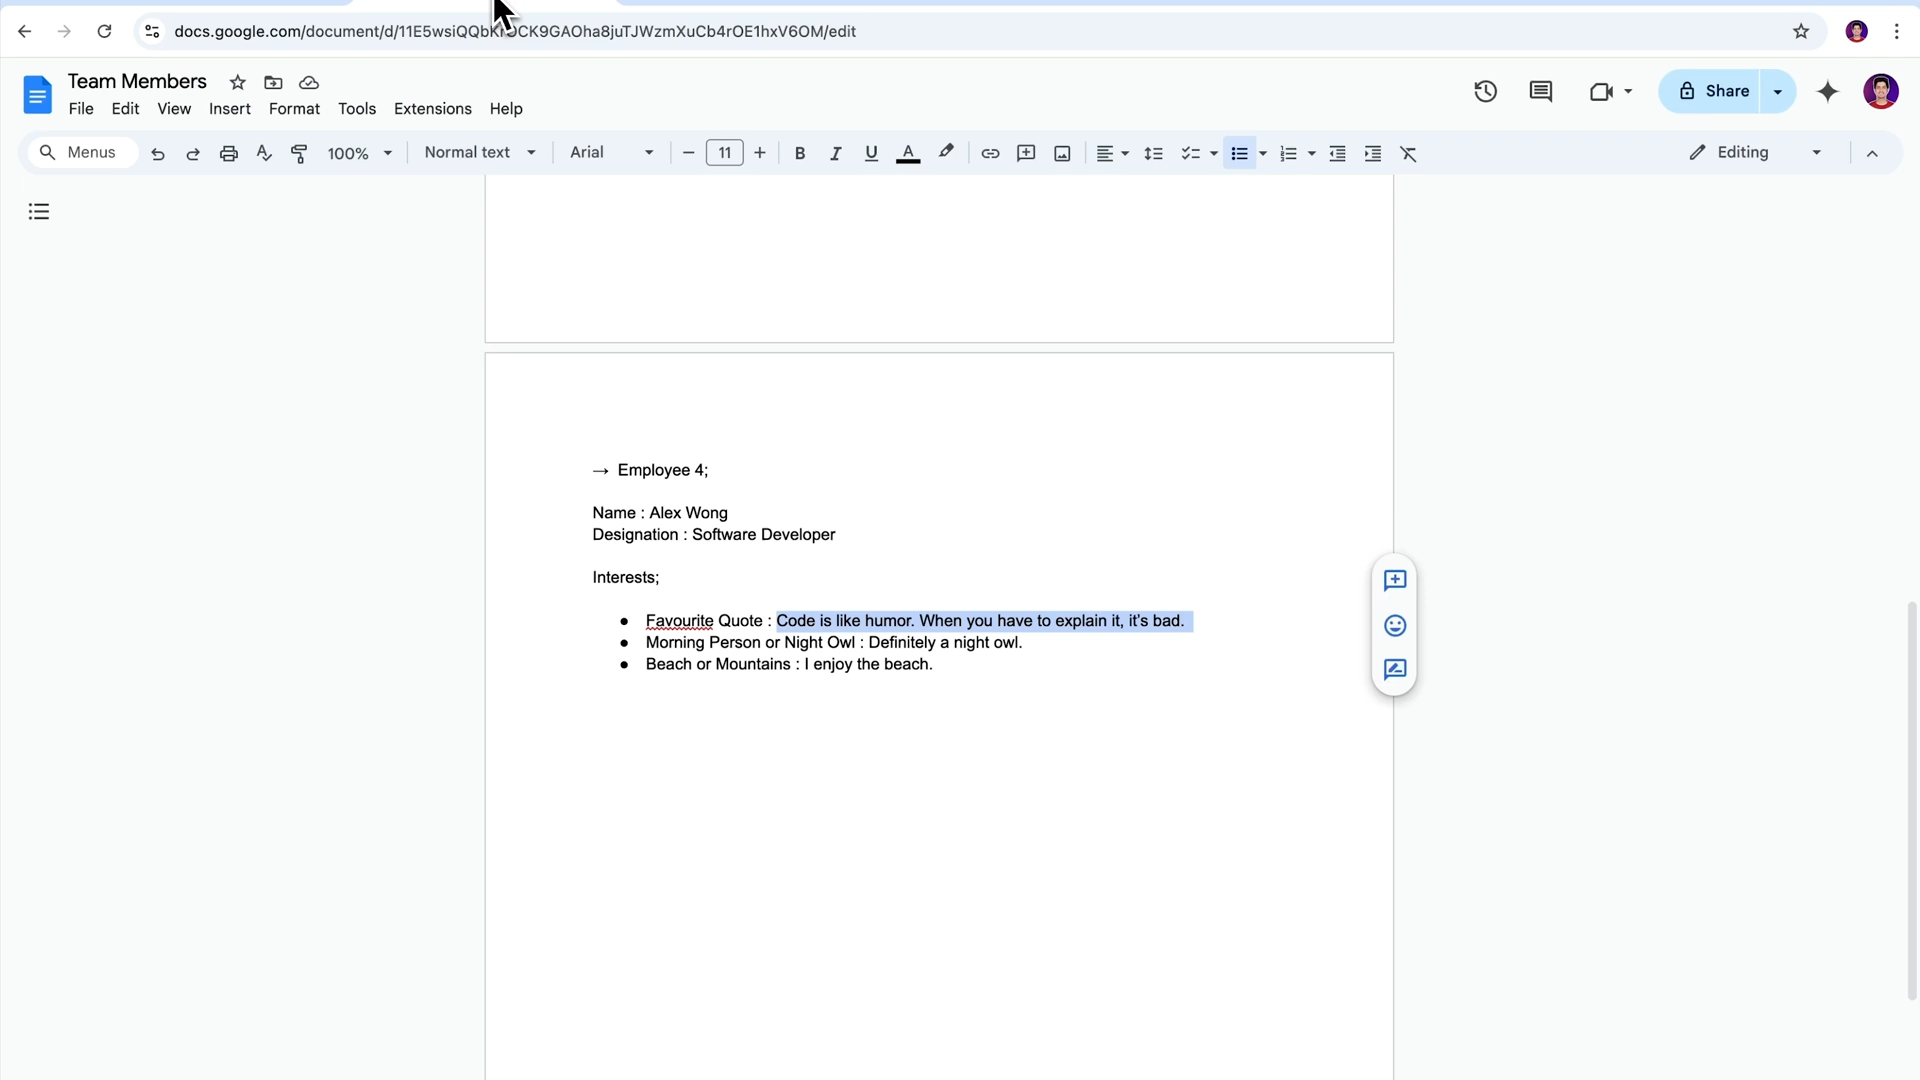 docs.google.com/document/d/11E5wsiQQbK CK9GAOha8juTJWzmXuCb4rOE1hxV6OM/edit
Team Members
File Edit View Insert Format Tools Extensions Help
Share
Menus 100% Normal text Arial 11 Editing
→ Employee 4;
Name : Alex Wong
Designation : Software Developer
Interests;
● Favourite Quote : Code is like humor. When you have to explain it, it's bad.
● Morning Person or Night Owl : Definitely a night owl.
● Beach or Mountains : I enjoy the beach.